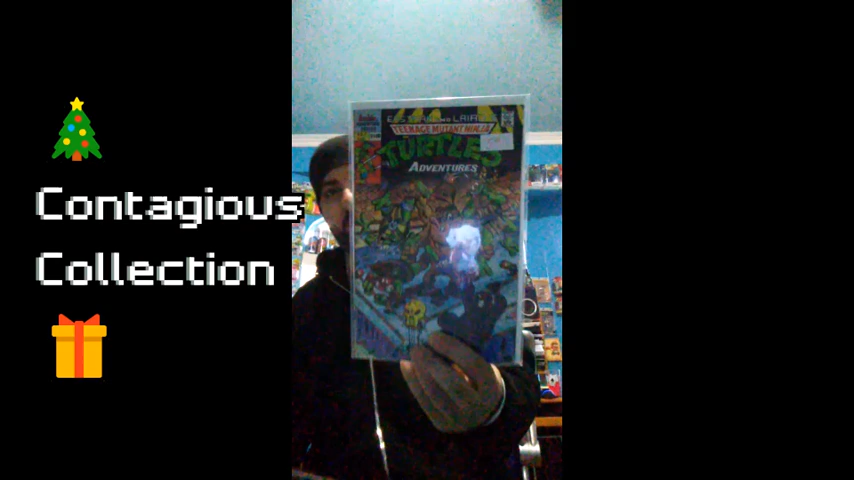 Contagious
Collection
TEENAGE MUTANT NINJA
TURTLES
ADVENTURES